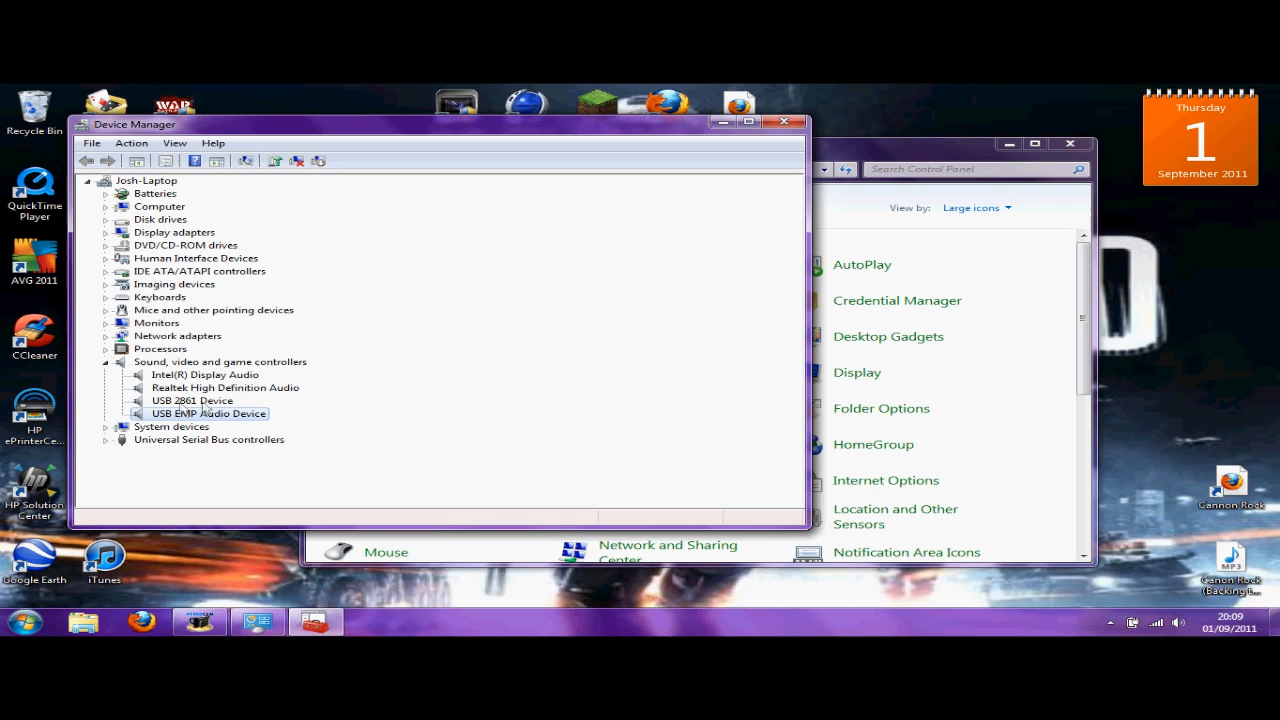 Recycle Bin
QuickTime
Player
AVG 2011
CCleaner
HP
ePrinterCe...
HP Solution
Center
Google Earth
iTunes
WAR
Device Manager
File Action View Help
Josh-Laptop
Batteries
Computer
Disk drives
Display adapters
DVD/CD-ROM drives
Human Interface Devices
IDE ATA/ATAPI controllers
Imaging devices
Keyboards
Mice and other pointing devices
Monitors
Network adapters
Processors
Sound, video and game controllers
Intel(R) Display Audio
Realtek High Definition Audio
USB 2861 Device
USB EMP Audio Device
System devices
Universal Serial Bus controllers
Search Control Panel
View by: Large icons
AutoPlay
Credential Manager
Desktop Gadgets
Display
Folder Options
HomeGroup
Internet Options
Location and Other
Sensors
Mouse
Network and Sharing
Center
Notification Area Icons
Thursday
1
September 2011
Cannon Rock
MP3
Canon Rock
(Backing t...
20:09
01/09/2011